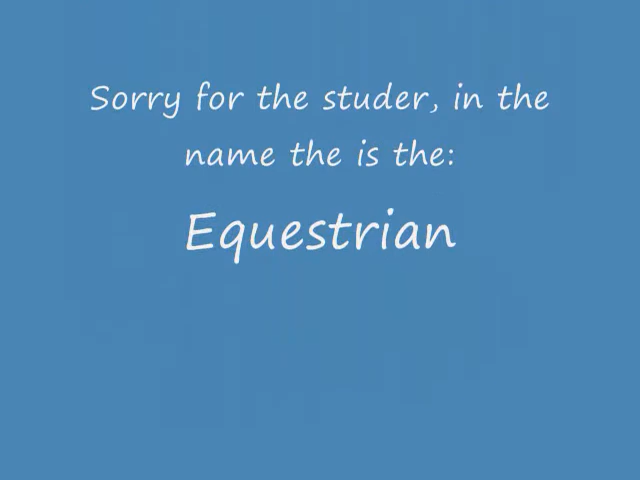 Sorry for the studer, in the
name the is the:
Equestrian